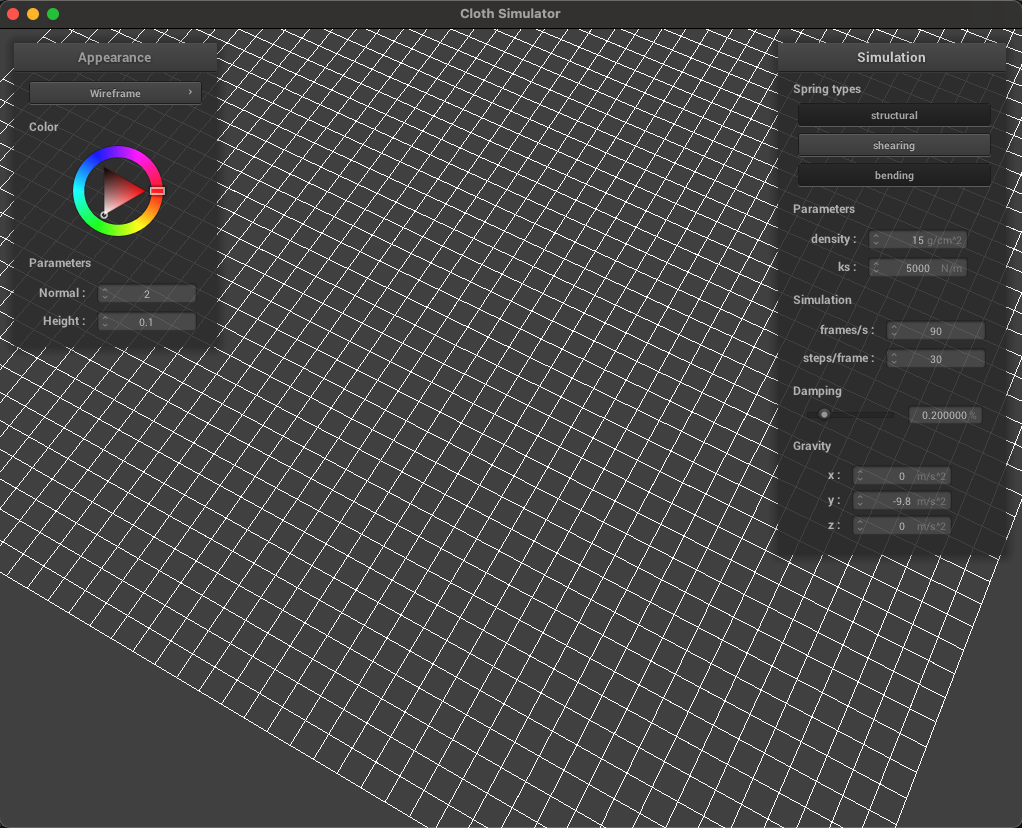 Cloth Simulator
Appearance
Wireframe
Color
Parameters
Normal : 2
Height : 0.1
Simulation
Spring types
structural
shearing
bending
Parameters
density : 15 g/cm^2
ks : 5000 N/m
Simulation
frames/s : 90
steps/frame : 30
Damping
0.200000 %
Gravity
x : 0 m/s^2
y : -9.8 m/s^2
z : 0 m/s^2